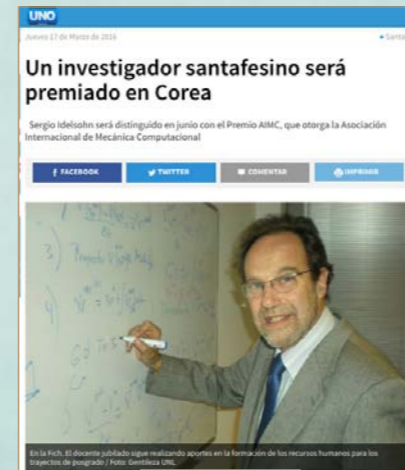 UNO
Jueves 17 de Marzo de 2016
Santa
Un investigador santafesino será
premiado en Corea
Sergio Idelsohn será distinguido en junio con el Premio AIMC, que otorga la Asociación
Internacional de Mecánica Computacional
FACEBOOK TWITTER COMENTAR IMPRIMIR
3)
4)
En la Fich. El docente jubilado sigue realizando aportes en la formación de los recursos humanos para los
trayectos de posgrado / Foto: Gentileza UNL